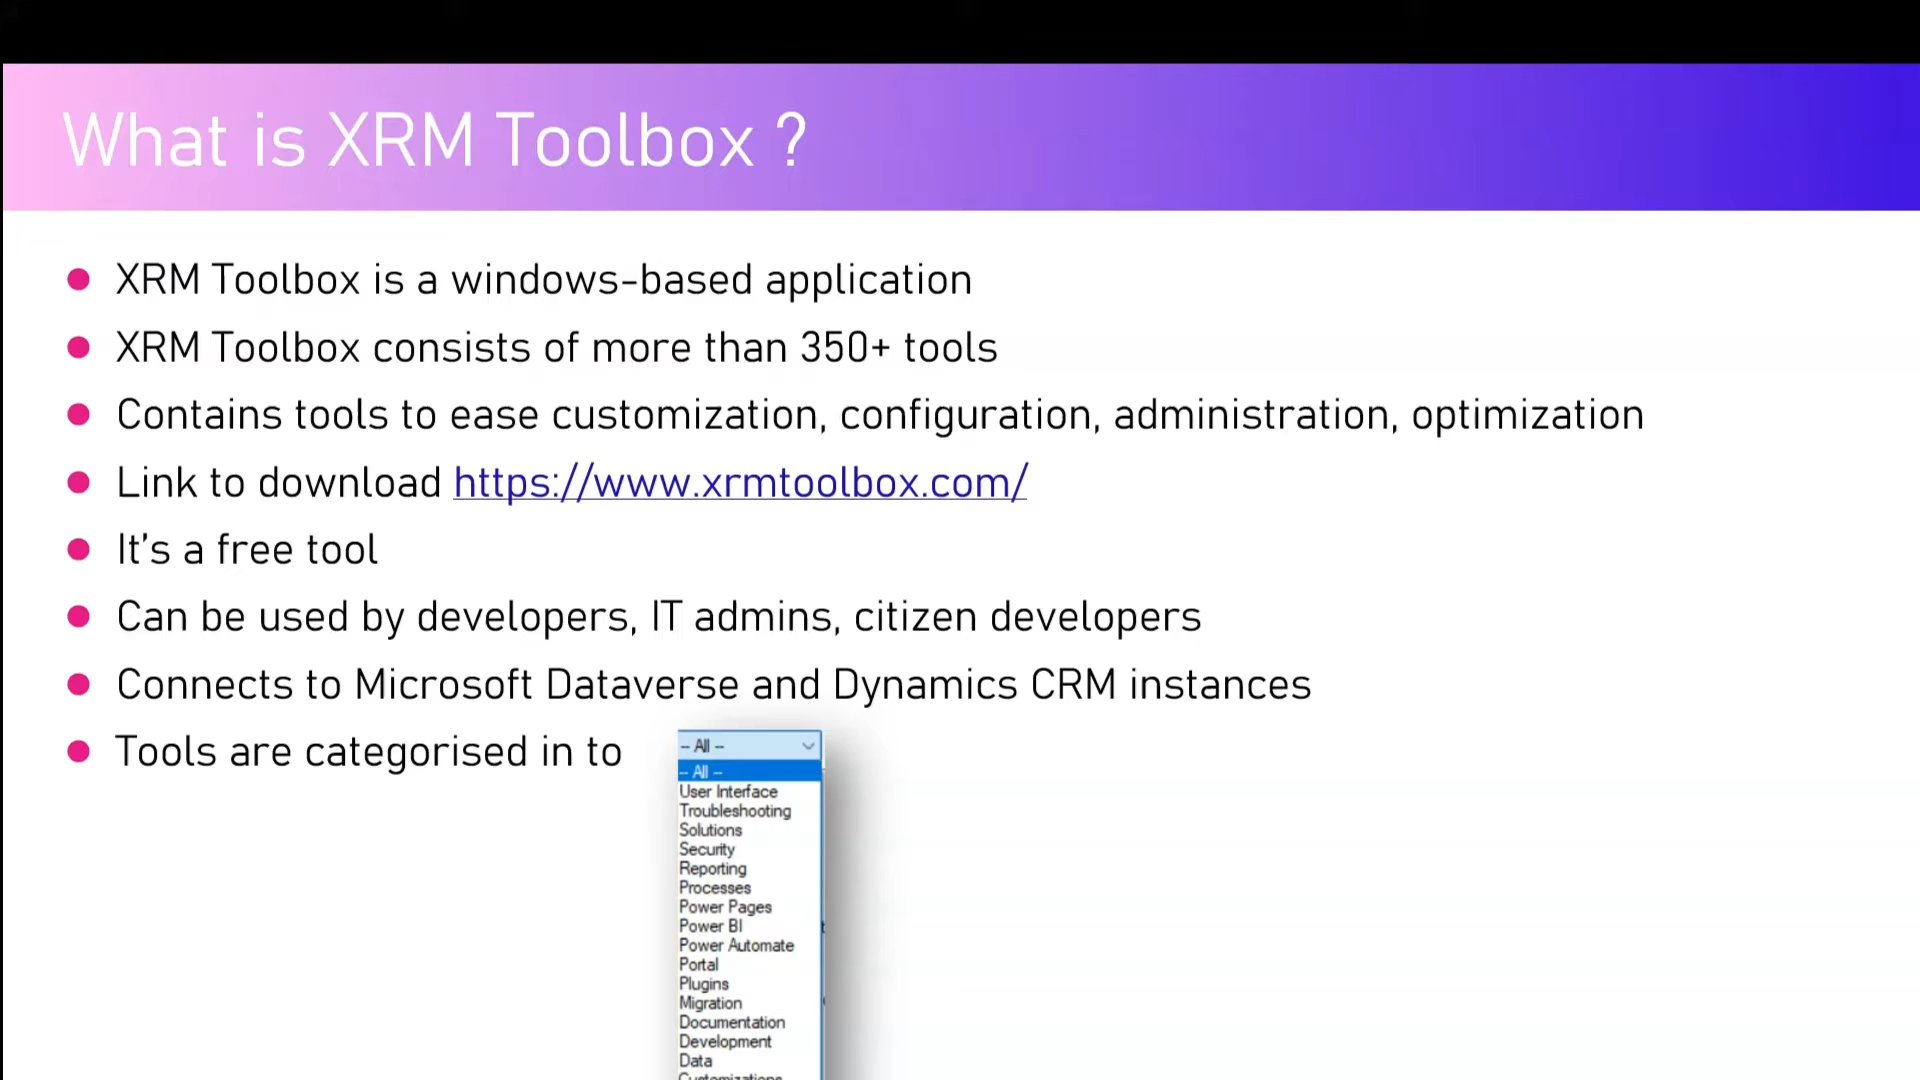 What is XRM Toolbox ?
XRM Toolbox is a windows-based application
XRM Toolbox consists of more than 350+ tools
Contains tools to ease customization, configuration, administration, optimization
Link to download https://www.xrmtoolbox.com/
It's a free tool
Can be used by developers, IT admins, citizen developers
Connects to Microsoft Dataverse and Dynamics CRM instances
Tools are categorised in to
-- All --
-- All --
User Interface
Troubleshooting
Solutions
Security
Reporting
Processes
Power Pages
Power BI
Power Automate
Portal
Plugins
Migration
Documentation
Development
Data